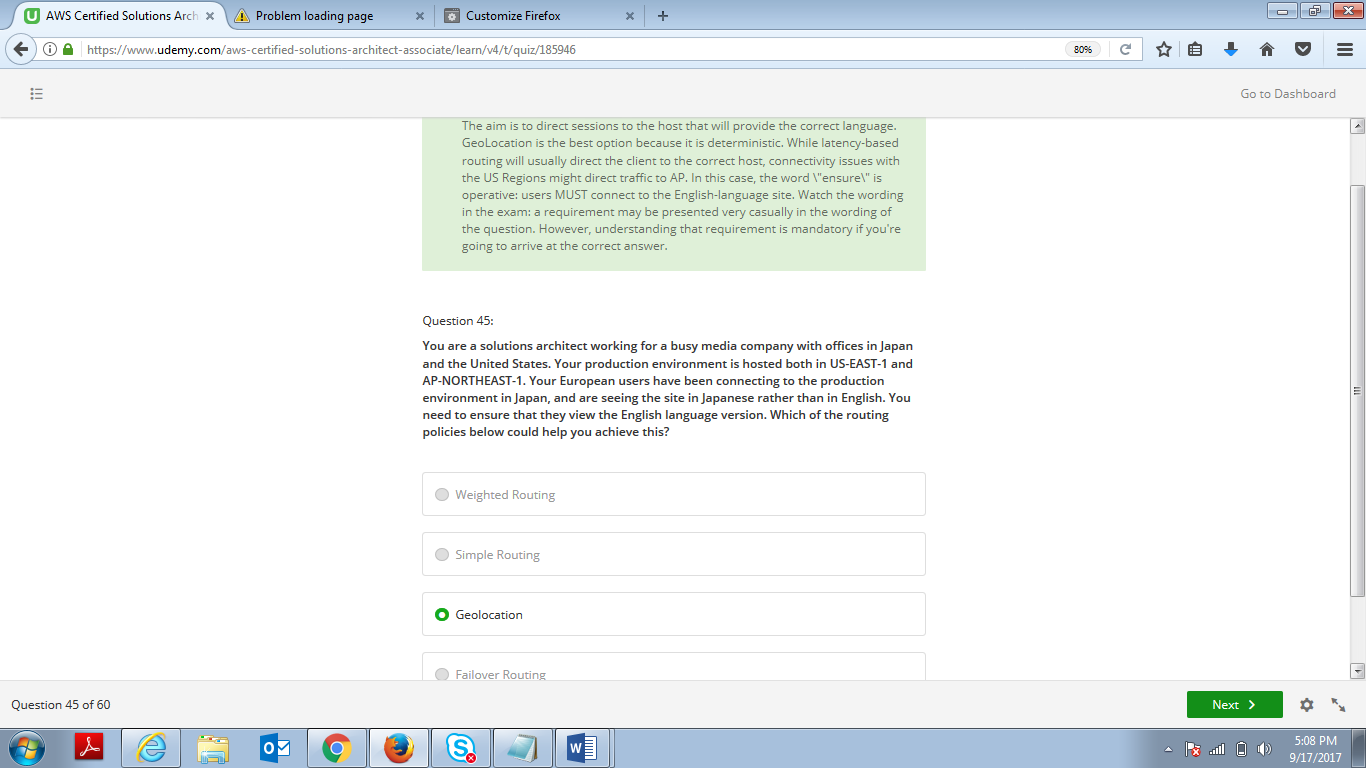 AWS Certified Solutions Arch
Problem loading page
Customize Firefox
https://www.udemy.com/aws-certified-solutions-architect-associate/learn/v4/t/quiz/185946
80%
Go to Dashboard
The aim is to direct sessions to the host that will provide the correct language.
GeoLocation is the best option because it is deterministic. While latency-based
routing will usually direct the client to the correct host, connectivity issues with
the US Regions might direct traffic to AP. In this case, the word \"ensure\" is
operative: users MUST connect to the English-language site. Watch the wording
in the exam: a requirement may be presented very casually in the wording of
the question. However, understanding that requirement is mandatory if you're
going to arrive at the correct answer.
Question 45:
You are a solutions architect working for a busy media company with offices in Japan
and the United States. Your production environment is hosted both in US-EAST-1 and
AP-NORTHEAST-1. Your European users have been connecting to the production
environment in Japan, and are seeing the site in Japanese rather than in English. You
need to ensure that they view the English language version. Which of the routing
policies below could help you achieve this?
Weighted Routing
Simple Routing
Geolocation
Failover Routing
Question 45 of 60
Next
5:08 PM
9/17/2017